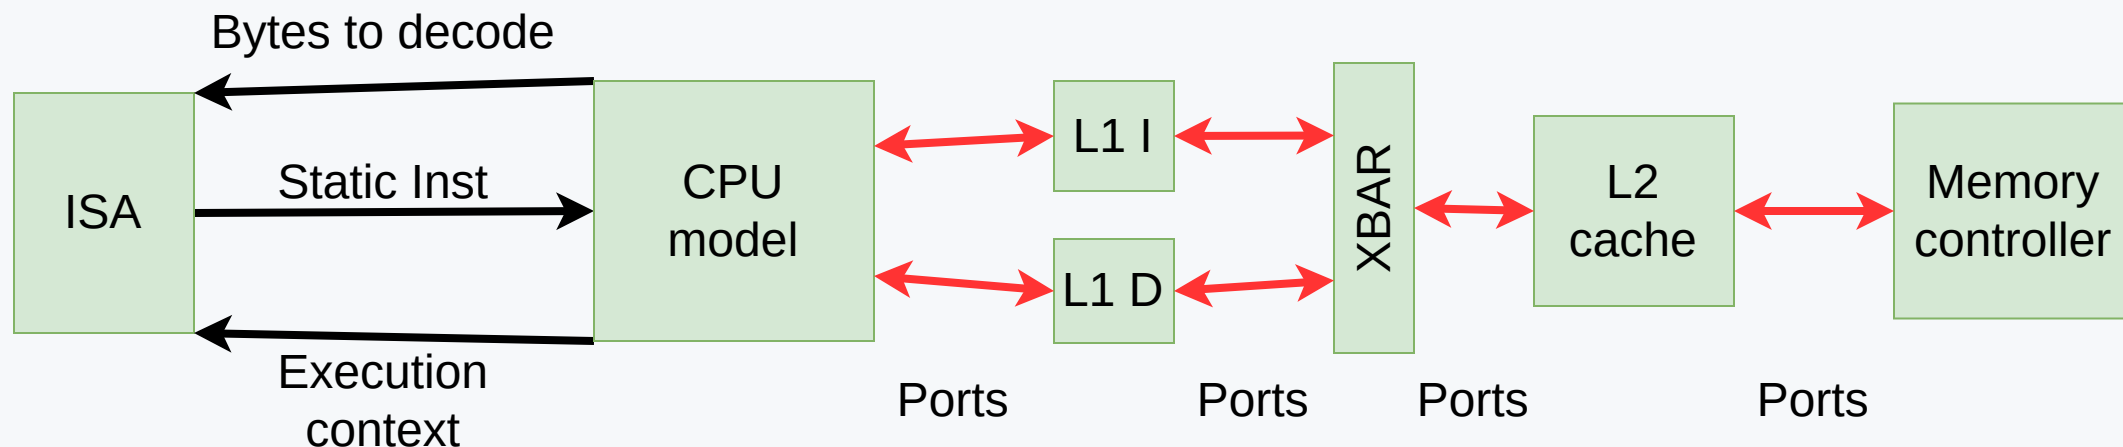 Bytes to decode
ISA
Static Inst
Execution
context
CPU
model
L1 I
L1 D
XBAR
L2
cache
Memory
controller
Ports
Ports
Ports
Ports